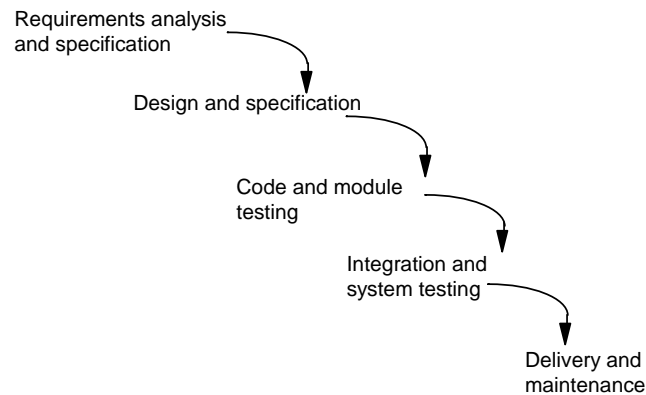 Requirements analysis
and specification
Design and specification
Code and module
testing
Integration and
system testing
Delivery and
maintenance